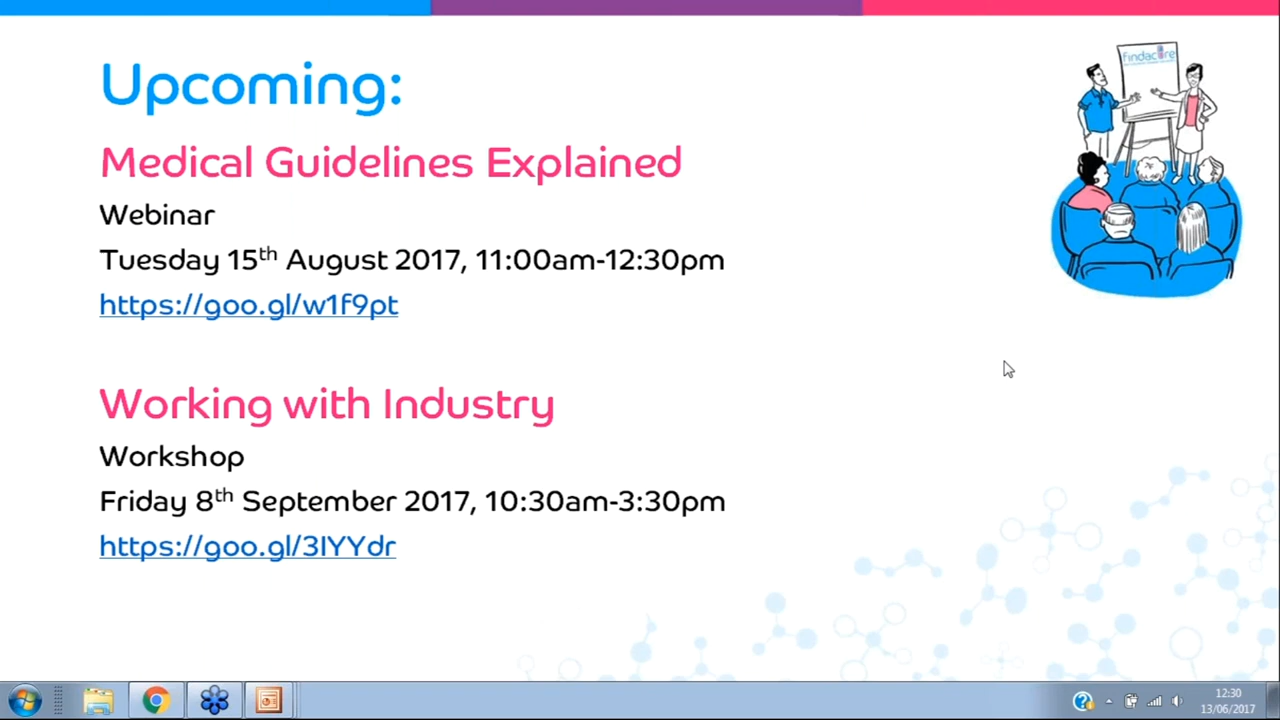 Upcoming:
findacure
Medical Guidelines Explained
Webinar
Tuesday 15th August 2017, 11:00am-12:30pm
https://goo.gl/w1f9pt
Working with Industry
Workshop
Friday 8th September 2017, 10:30am-3:30pm
https://goo.gl/3IYYdr
12:30
13/06/2017